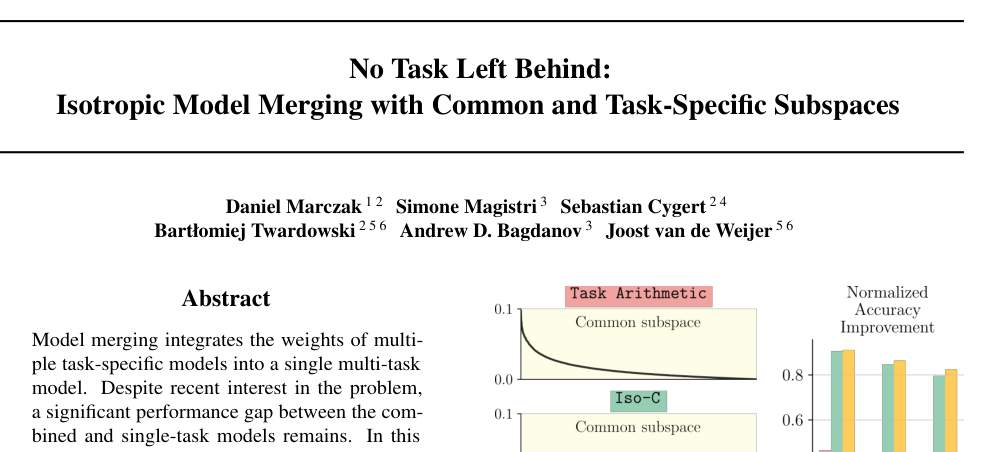 No Task Left Behind:
Isotropic Model Merging with Common and Task-Specific Subspaces
Daniel Marczak 1 2 Simone Magistri 3 Sebastian Cygert 2 4
Bartłomiej Twardowski 2 5 6 Andrew D. Bagdanov 3 Joost van de Weijer 5 6
Abstract
Model merging integrates the weights of multi-
ple task-specific models into a single multi-task
model. Despite recent interest in the problem,
a significant performance gap between the com-
bined and single-task models remains. In this
Task Arithmetic
0.1
Common subspace
0.0
Iso-C
0.1
Common subspace
Normalized
Accuracy
Improvement
0.8
0.6